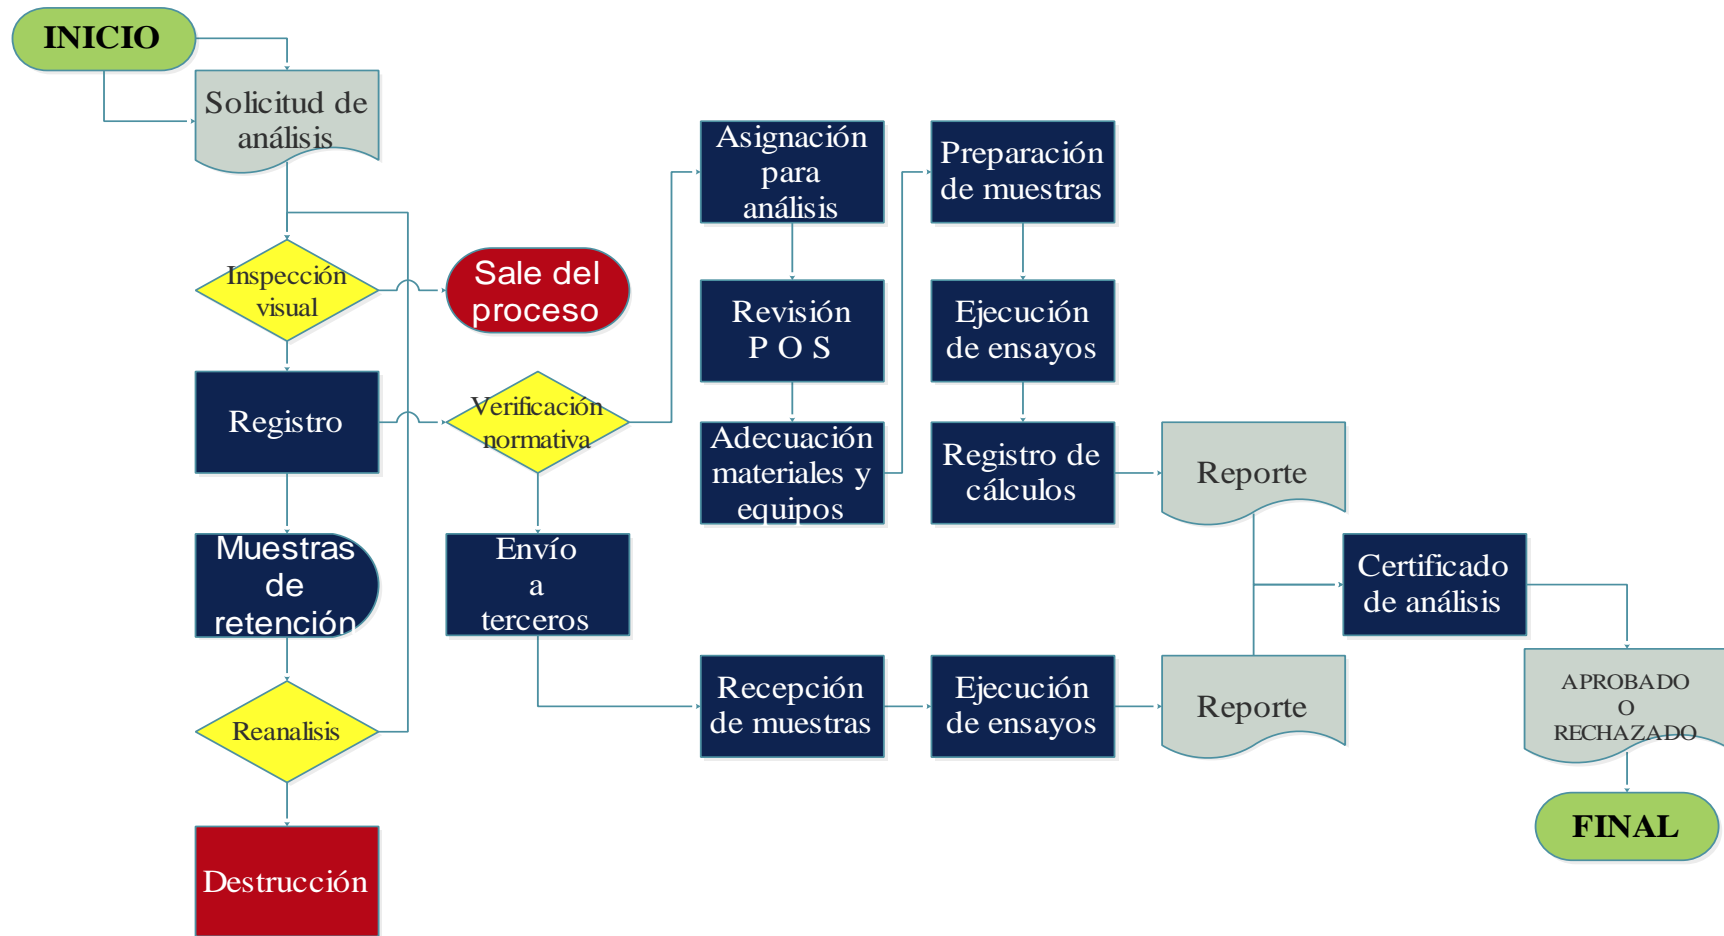 INICIO
Solicitud de
análisis
Inspección
visual
Sale del
proceso
Registro
Verificación
normativa
Muestras
de
retención
Envío
a
terceros
Reanalisis
Destrucción
Asignación
para
análisis
Revisión
P O S
Adecuación
materiales y
equipos
Preparación
de muestras
Ejecución
de ensayos
Registro de
cálculos
Reporte
Recepción
de muestras
Ejecución
de ensayos
Reporte
Certificado
de análisis
APROBADO
O
RECHAZADO
FINAL